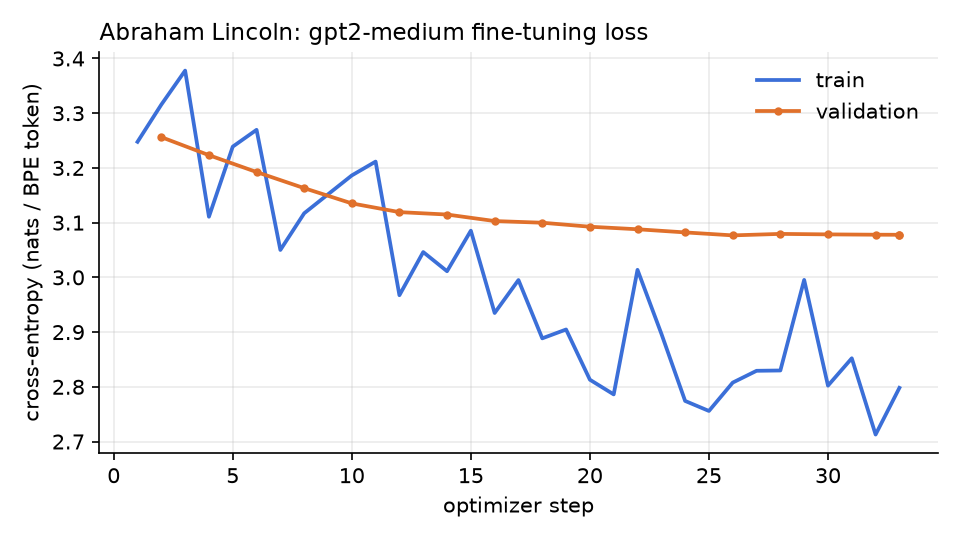 Abraham Lincoln: gpt2-medium fine-tuning loss
train
validation
cross-entropy (nats / BPE token)
3.4
3.3
3.2
3.1
3.0
2.9
2.8
2.7
0 5 10 15 20 25 30
optimizer step